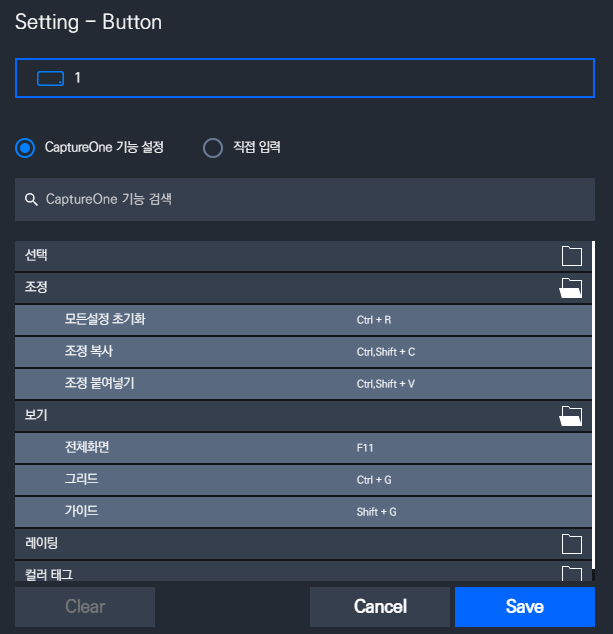 Setting - Button
1
CaptureOne 기능 설정 직접 입력
CaptureOne 기능 검색
선택
조정
모든설정 초기화 Ctrl + R
조정 복사 Ctrl,Shift + C
조정 붙여넣기 Ctrl,Shift + V
보기
전체화면 F11
그리드 Ctrl + G
가이드 Shift + G
레이팅
컬러 태그
Clear Cancel Save